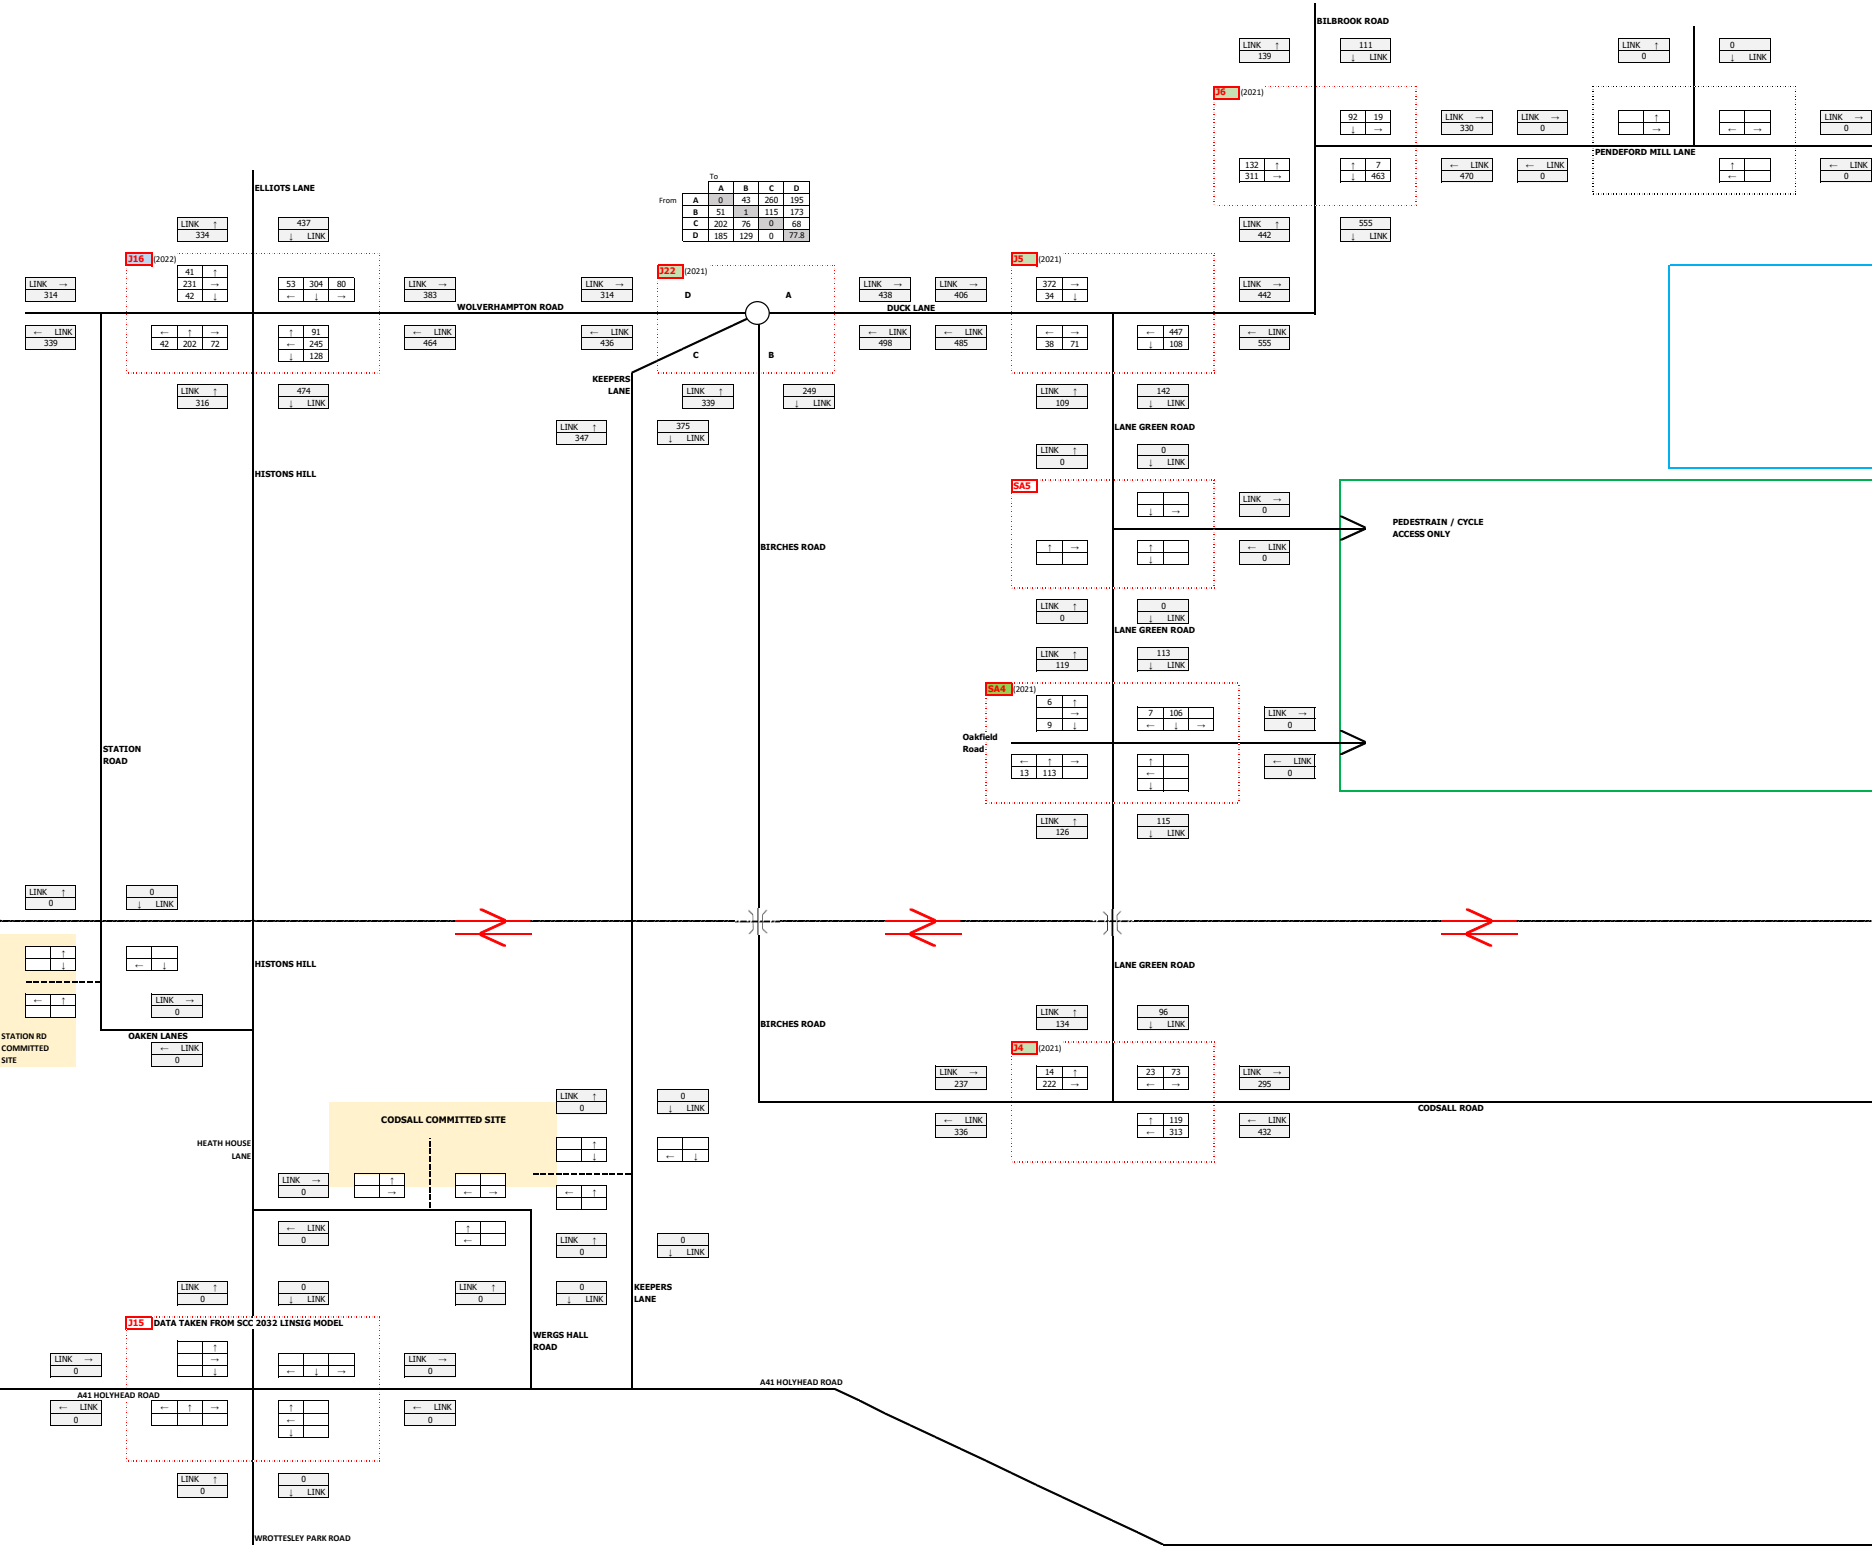 BILBROOK ROAD
LINK ↑ 111 LINK ↑ 0
139 ↓ LINK 0 ↓ LINK
J6 (2021)
92 19 LINK → LINK → ↑ LINK →
↓ → 330 0 → ← → 0
PENDEFORD MILL LANE
132 ↑ ↑ 7 ← LINK ← LINK ↑ ← LINK
311 → ↓ 463 470 0 ← 0
To
A B C D
From A 0 43 260 195
B 51 1 115 173
C 202 76 0 68
D 185 129 0 77.8
ELLIOTS LANE
LINK ↑ 437 LINK ↑ 555
334 ↓ LINK 442 ↓ LINK
J16 (2022) J22 (2021) J5 (2021)
41 ↑
231 → 53 304 80
42 ↓ ← ↓ →
LINK → LINK → LINK → D A LINK → LINK → 372 → LINK →
314 383 314 438 406 34 ↓ 442
WOLVERHAMPTON ROAD DUCK LANE
← LINK ← ↑ → ↑ 91 ← LINK ← LINK ← LINK ← LINK ← → ← 447 ← LINK
339 42 202 72 ← 245 464 436 498 485 38 71 ↓ 108 555
↓ 128 C B
KEEPERS
LANE
LINK ↑ 474 LINK ↑ 249 LINK ↑ 142
316 ↓ LINK 339 ↓ LINK 109 ↓ LINK
LINK ↑ 375 LANE GREEN ROAD
347 ↓ LINK
LINK ↑ 0
0 ↓ LINK
HISTONS HILL
SA5
↓ → LINK →
0
PEDESTRAIN / CYCLE
ACCESS ONLY
BIRCHES ROAD
↑ → ↑ ← LINK
↓ 0
LINK ↑ 0
0 ↓ LINK
LANE GREEN ROAD
LINK ↑ 113
119 ↓ LINK
SA4 (2021)
6 ↑
→ 7 106 LINK →
9 ↓ ← ↓ → 0
Oakfield
Road
← ↑ → ↑ ← LINK
13 113 ← 0
↓
STATION
ROAD
LINK ↑ 115
126 ↓ LINK
LINK ↑ 0
0 ↓ LINK
↑
↓ ← ↓
HISTONS HILL LANE GREEN ROAD
← ↑ LINK →
0
STATION RD
COMMITTED
SITE
OAKEN LANES
← LINK
0
BIRCHES ROAD
LINK ↑ 96
134 ↓ LINK
J4 (2021)
LINK → 14 ↑ 23 73 LINK →
237 222 → ← → 295
CODSALL ROAD
← LINK ↑ 119 ← LINK
336 ← 313 432
LINK ↑ 0
0 ↓ LINK
CODSALL COMMITTED SITE
HEATH HOUSE
LANE
↑
↓ ← ↓
LINK → ↑
0 → ← →
← ↑
← LINK ↑
0 ←
LINK ↑ 0
0 ↓ LINK
LINK ↑ 0 LINK ↑ 0
0 ↓ LINK 0 ↓ LINK
KEEPERS
LANE
J15 DATA TAKEN FROM SCC 2032 LINSIG MODEL
WERGS HALL
ROAD
LINK → ↑ LINK →
0 → ← ↓ → 0
↓
A41 HOLYHEAD ROAD A41 HOLYHEAD ROAD
← LINK ← ↑ → ↑ ← LINK
0 ← 0
↓
LINK ↑ 0
0 ↓ LINK
WROTTESLEY PARK ROAD